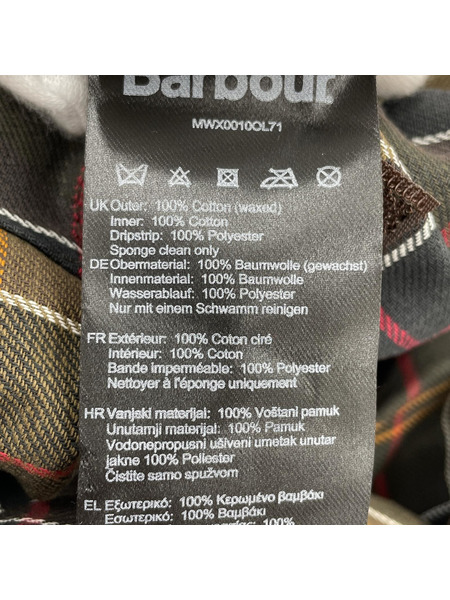 Barbour
MWX0010OL71
UK Outer: 100% Cotton (waxed)
Inner: 100% Cotton
Dripstrip: 100% Polyester
Sponge clean only
DE Obermaterial: 100% Baumwolle (gewachst)
Innenmaterial: 100% Baumwolle
Wasserablauf: 100% Polyester
Nur mit einem Schwamm reinigen
FR Extérieur: 100% Coton ciré
Intérieur: 100% Coton
Bande imperméable: 100% Polyester
Nettoyer à l'éponge uniquement
HR Vanjski materijal: 100% Voštani pamuk
Unutarnji materijal: 100% Pamuk
Vodonepropusni ušiveni umetak unutar
jakne 100% Polyester
Čistite samo spužvom
EL Εξωτερικό: 100% Κερωμένο βαμβάκι
Εσωτερικό: 100% Βαμβάκι
100%